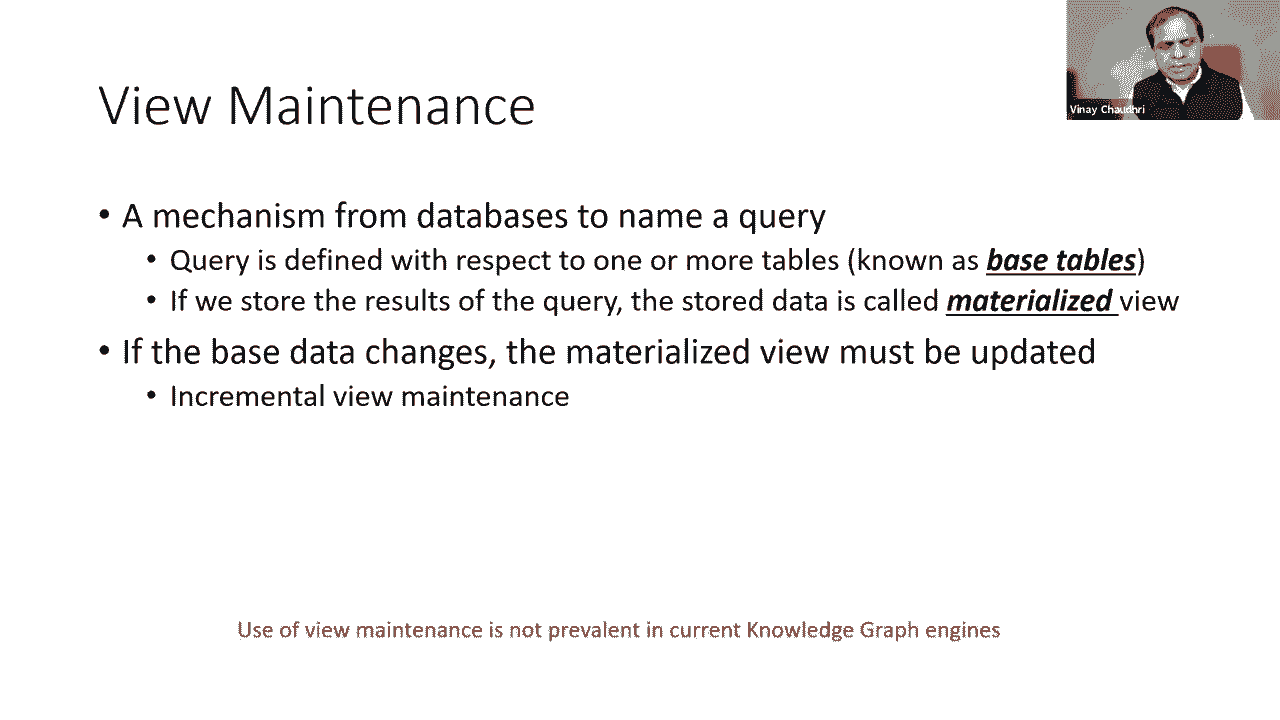 Vinay Chaudhri
View Maintenance
• A mechanism from databases to name a query
• Query is defined with respect to one or more tables (known as base tables)
• If we store the results of the query, the stored data is called materialized view
• If the base data changes, the materialized view must be updated
• Incremental view maintenance
Use of view maintenance is not prevalent in current Knowledge Graph engines